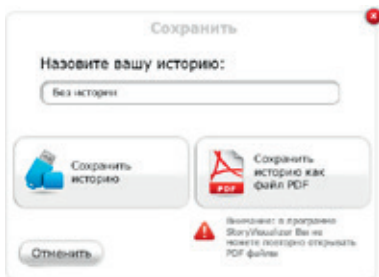 Сохранить
Назовите вашу историю:
Без истории
Сохранить
историю
Сохранить
историю как
файл PDF
PDF
Внимание: в программе
StoryVisualizer Вы не
можете повторно открывать
PDF файлы
Отменить